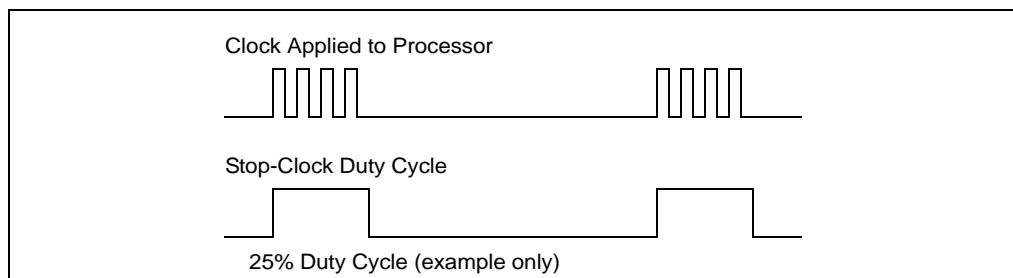 Clock Applied to Processor
Stop-Clock Duty Cycle
25% Duty Cycle (example only)